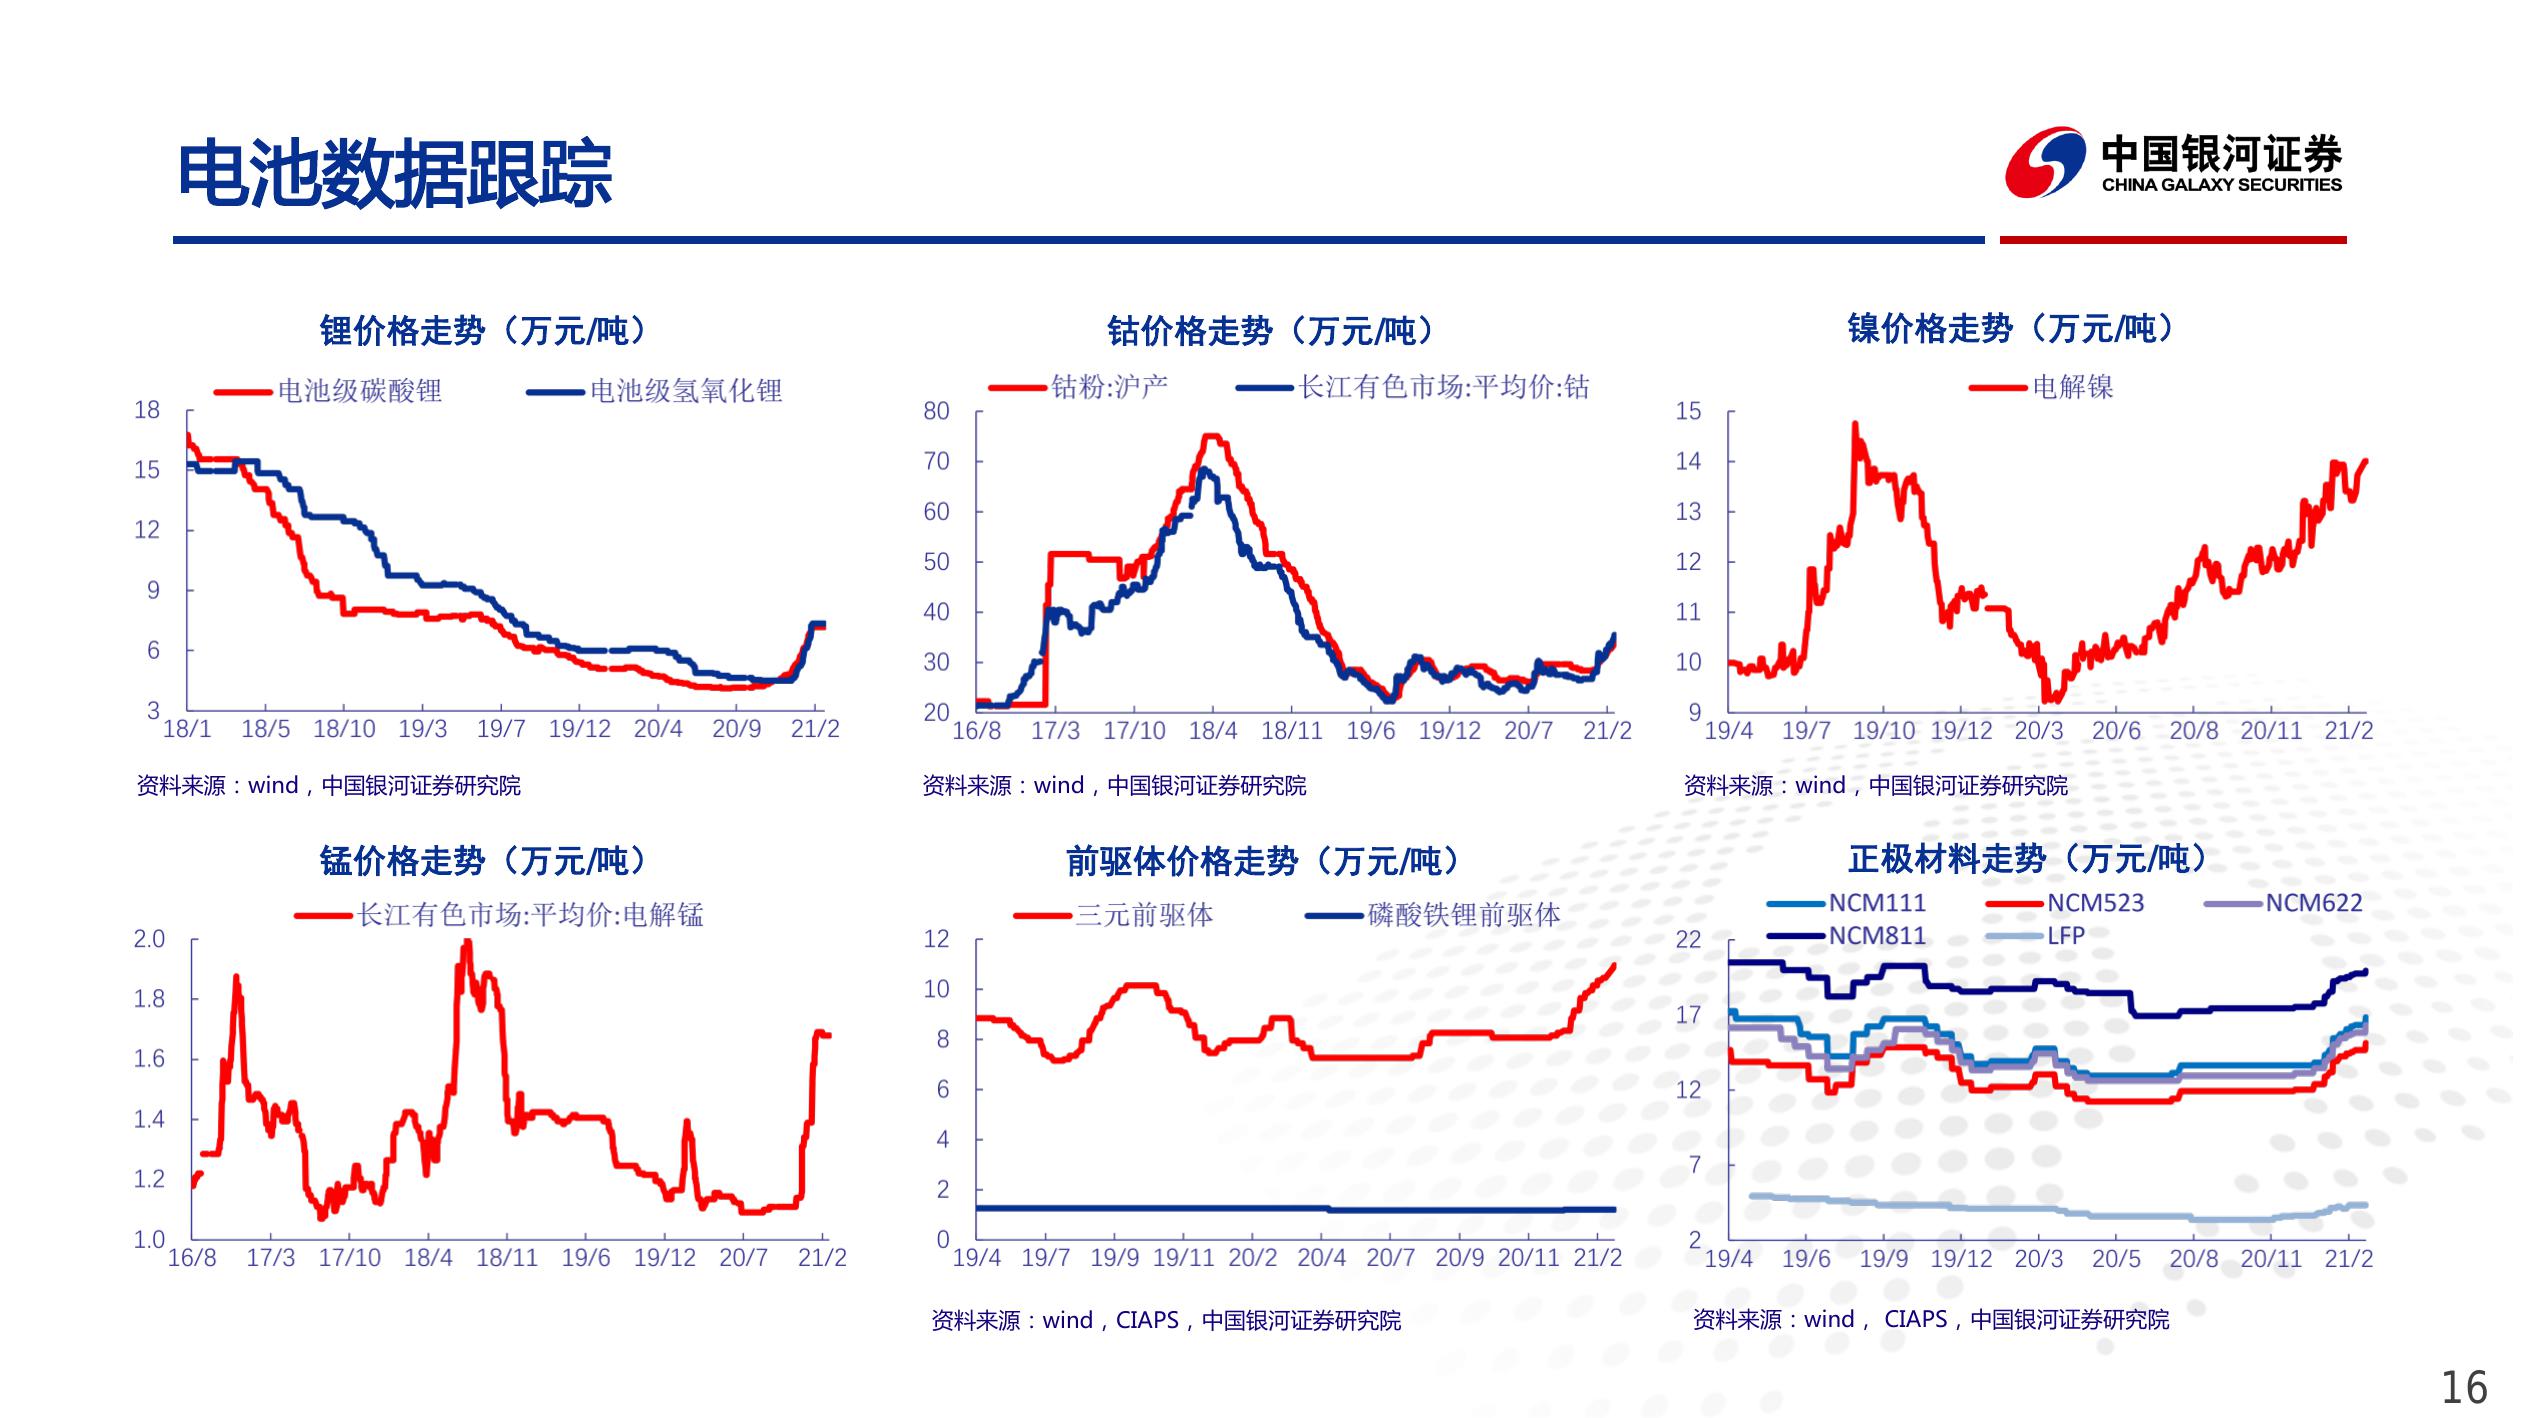 电池数据跟踪
中国银河证券
CHINA GALAXY SECURITIES
锂价格走势（万元/吨）
电池级碳酸锂 电池级氢氧化锂
18
15
12
9
6
3
18/1 18/5 18/10 19/3 19/7 19/12 20/4 20/9 21/2
资料来源：wind，中国银河证券研究院
钴价格走势（万元/吨）
钴粉:沪产 长江有色市场:平均价:钴
80
70
60
50
40
30
20
16/8 17/3 17/10 18/4 18/11 19/6 19/12 20/7 21/2
资料来源：wind，中国银河证券研究院
镍价格走势（万元/吨）
电解镍
15
14
13
12
11
10
9
19/4 19/7 19/10 19/12 20/3 20/6 20/8 20/11 21/2
资料来源：wind，中国银河证券研究院
锰价格走势（万元/吨）
长江有色市场:平均价:电解锰
2.0
1.8
1.6
1.4
1.2
1.0
16/8 17/3 17/10 18/4 18/11 19/6 19/12 20/7 21/2
前驱体价格走势（万元/吨）
三元前驱体 磷酸铁锂前驱体
12
10
8
6
4
2
0
19/4 19/7 19/9 19/11 20/2 20/4 20/7 20/9 20/11 21/2
资料来源：wind，CIAPS，中国银河证券研究院
正极材料走势（万元/吨）
NCM111 NCM523 NCM622
NCM811 LFP
22
17
12
7
2
19/4 19/6 19/9 19/12 20/3 20/5 20/8 20/11 21/2
资料来源：wind， CIAPS，中国银河证券研究院
16